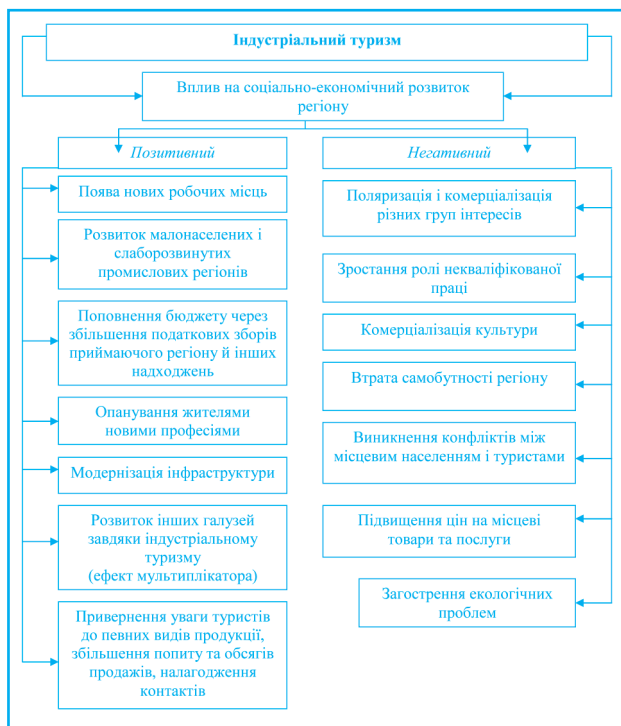 Індустріальний туризм
Вплив на соціально-економічний розвиток
регіону
Позитивний
Поява нових робочих місць
Розвиток малонаселених і
слаборозвинутих
промислових регіонів
Поповнення бюджету через
збільшення податкових зборів
приймаючого регіону й інших
надходжень
Опанування жителями
новими професіями
Модернізація інфраструктури
Розвиток інших галузей
завдяки індустріальному
туризму
(ефект мультиплікатора)
Привернення уваги туристів
до певних видів продукції,
збільшення попиту та обсягів
продажів, налагодження
контактів
Негативний
Поляризація і комерціалізація
різних груп інтересів
Зростання ролі некваліфікованої
праці
Комерціалізація культури
Втрата самобутності регіону
Виникнення конфліктів між
місцевим населенням і туристами
Підвищення цін на місцеві
товари та послуги
Загострення екологічних
проблем